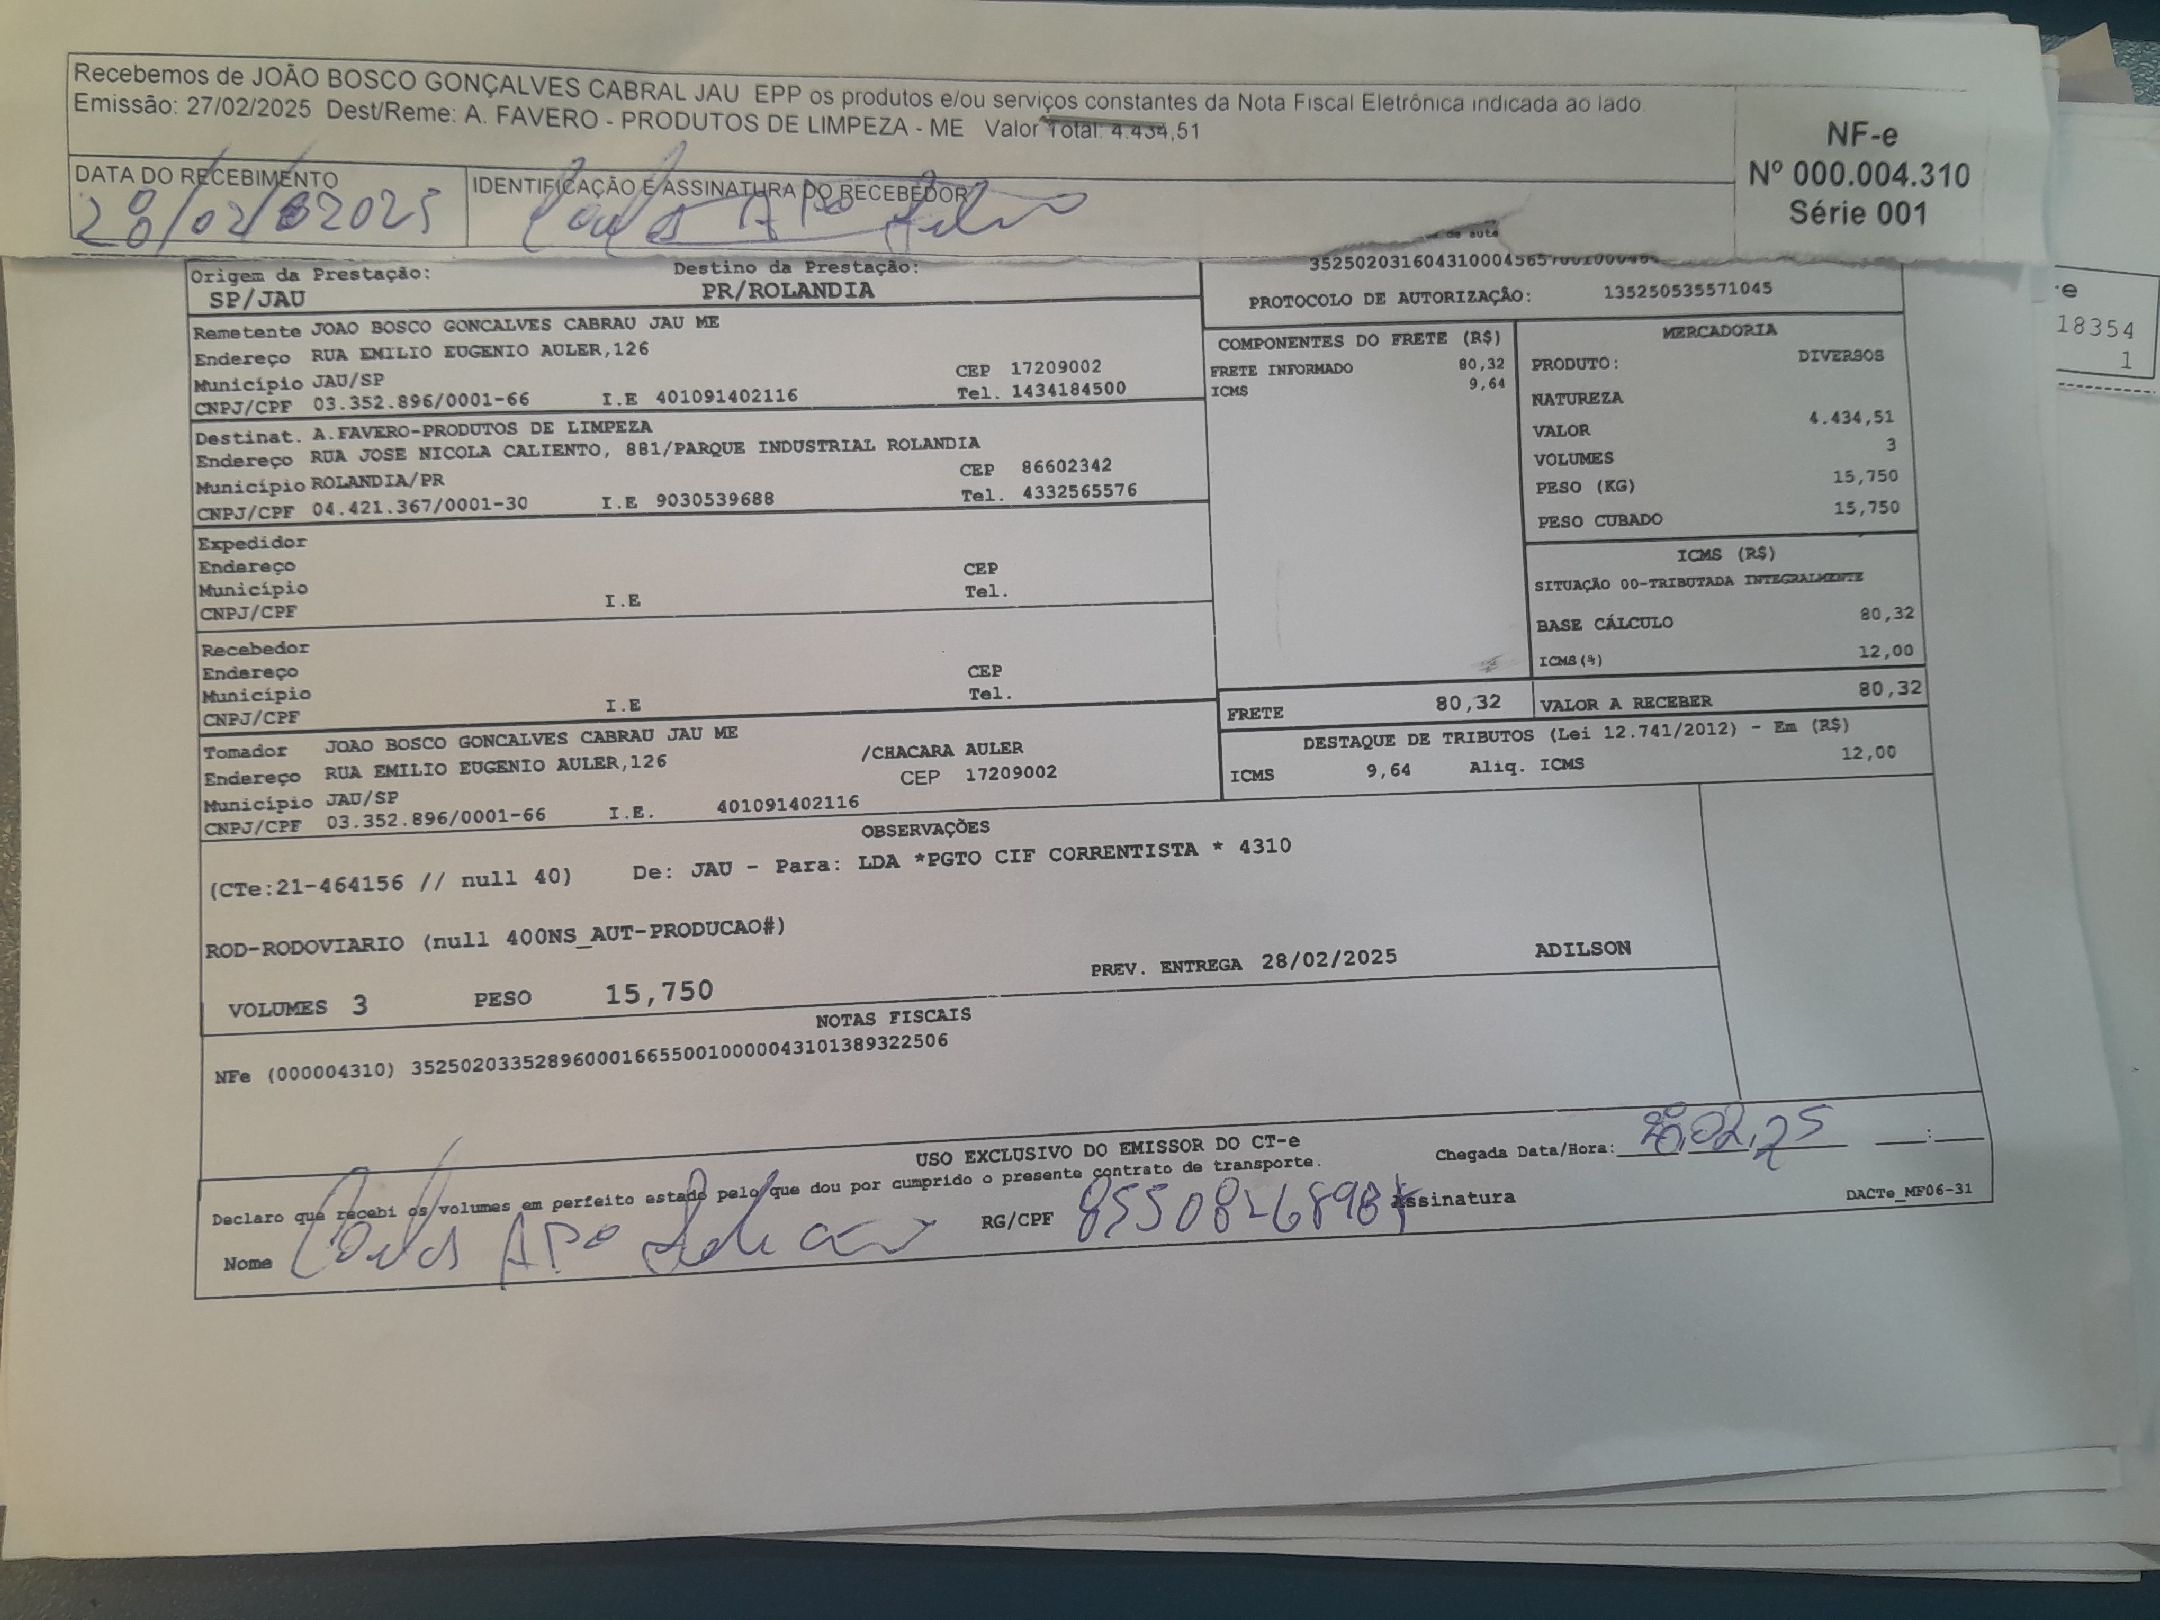 Recebemos de JOÃO BOSCO GONÇALVES CABRAL JAU EPP os produtos e/ou serviços constantes da Nota Fiscal Eletrônica indicada ao lado.
Emissão: 27/02/2025 Dest/Reme: A. FAVERO - PRODUTOS DE LIMPEZA - ME Valor Total: 4.434,51
NF-e
Nº 000.004.310
Série 001
DATA DO RECEBIMENTO
28/02/2025
IDENTIFICAÇÃO E ASSINATURA DO RECEBEDOR
Origem da Prestação:
SP/JAU
Destino da Prestação:
PR/ROLANDIA
PROTOCOLO DE AUTORIZAÇÃO: 135250535571045
Remetente JOAO BOSCO GONCALVES CABRAU JAU ME
Endereço RUA EMILIO EUGENIO AULER,126
Município JAU/SP CEP 17209002
CNPJ/CPF 03.352.896/0001-66 I.E 401091402116 Tel. 1434184500
Destinat. A.FAVERO-PRODUTOS DE LIMPEZA
Endereço RUA JOSE NICOLA CALIENTO, 881/PARQUE INDUSTRIAL ROLANDIA
Município ROLANDIA/PR CEP 86602342
CNPJ/CPF 04.421.367/0001-30 I.E 9030539688 Tel. 4332565576
Expedidor
Endereço
Município CEP
CNPJ/CPF I.E Tel.
Recebedor
Endereço
Município CEP
CNPJ/CPF I.E Tel.
Tomador JOAO BOSCO GONCALVES CABRAU JAU ME
Endereço RUA EMILIO EUGENIO AULER,126 /CHACARA AULER
Município JAU/SP CEP 17209002
CNPJ/CPF 03.352.896/0001-66 I.E. 401091402116
COMPONENTES DO FRETE (R$)
FRETE INFORMADO 80,32
ICMS 9,64
MERCADORIA
PRODUTO: DIVERSOS
NATUREZA
VALOR 4.434,51
VOLUMES 3
PESO (KG) 15,750
PESO CUBADO 15,750
ICMS (R$)
SITUAÇÃO 00-TRIBUTADA INTEGRALMENTE
BASE CÁLCULO 80,32
ICMS(%) 12,00
FRETE 80,32
VALOR A RECEBER 80,32
DESTAQUE DE TRIBUTOS (Lei 12.741/2012) - Em (R$)
ICMS 9,64 Aliq. ICMS 12,00
OBSERVAÇÕES
(CTe:21-464156 // null 40) De: JAU - Para: LDA *PGTO CIF CORRENTISTA * 4310
ROD-RODOVIARIO (null 400NS_AUT-PRODUCAO#)
VOLUMES 3 PESO 15,750 PREV. ENTREGA 28/02/2025 ADILSON
NOTAS FISCAIS
NFe (000004310) 35250203352896000166550010000043101389322506
USO EXCLUSIVO DO EMISSOR DO CT-e
Declaro que recebi os volumes em perfeito estado pelo que dou por cumprido o presente contrato de transporte.
Chegada Data/Hora: 28.02.25 __:__
Nome
RG/CPF
Assinatura
DACTe_MF06-31
18354
1